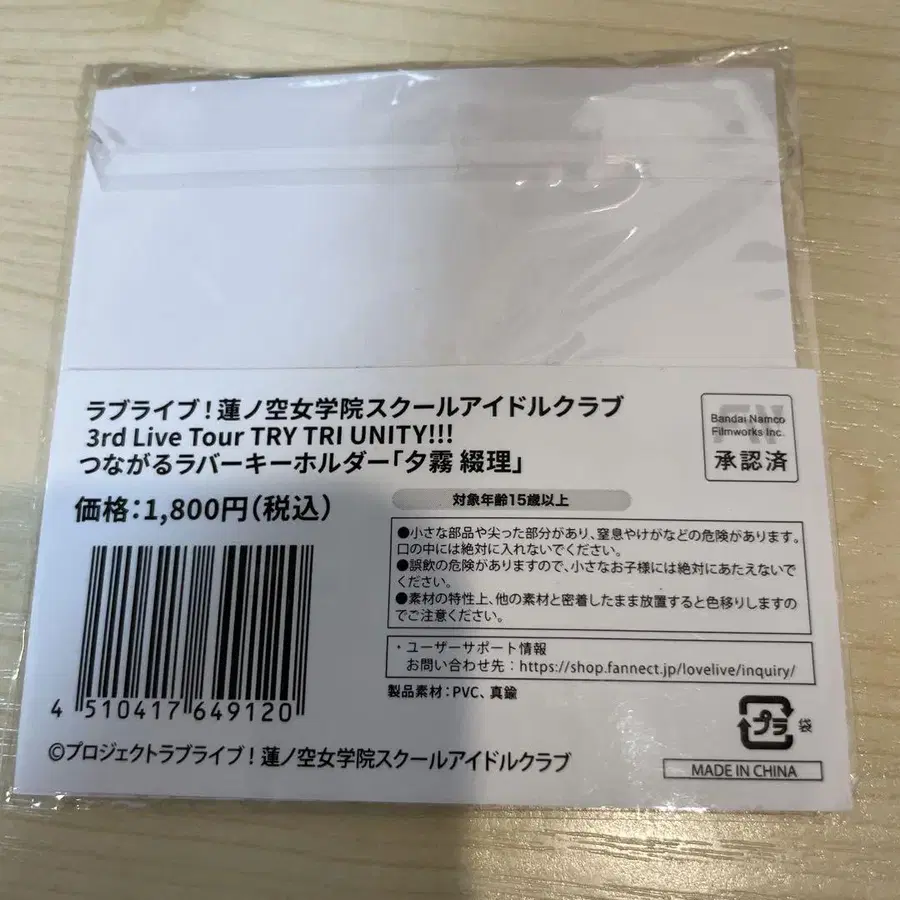 ラブライブ！蓮ノ空女学院スクールアイドルクラブ
3rd Live Tour TRY TRI UNITY!!!
つながるラバーキーホルダー「夕霧 綴理」
Bandai Namco
Filmworks Inc.
承認済
価格：1,800円（税込）
対象年齢15歳以上
●小さな部品や尖った部分があり、窒息やけがなどの危険があります。
口の中には絶対に入れないでください。
●誤飲の危険がありますので、小さなお子様には絶対にあたえないで
ください。
●素材の特性上、他の素材と密着したまま放置すると色移りしますの
でご注意ください。
・ユーザーサポート情報
お問い合わせ先：https://shop.fannect.jp/lovelive/inquiry/
製品素材：PVC、真鍮
4 510417 649120
プラ 袋
©プロジェクトラブライブ！蓮ノ空女学院スクールアイドルクラブ
MADE IN CHINA